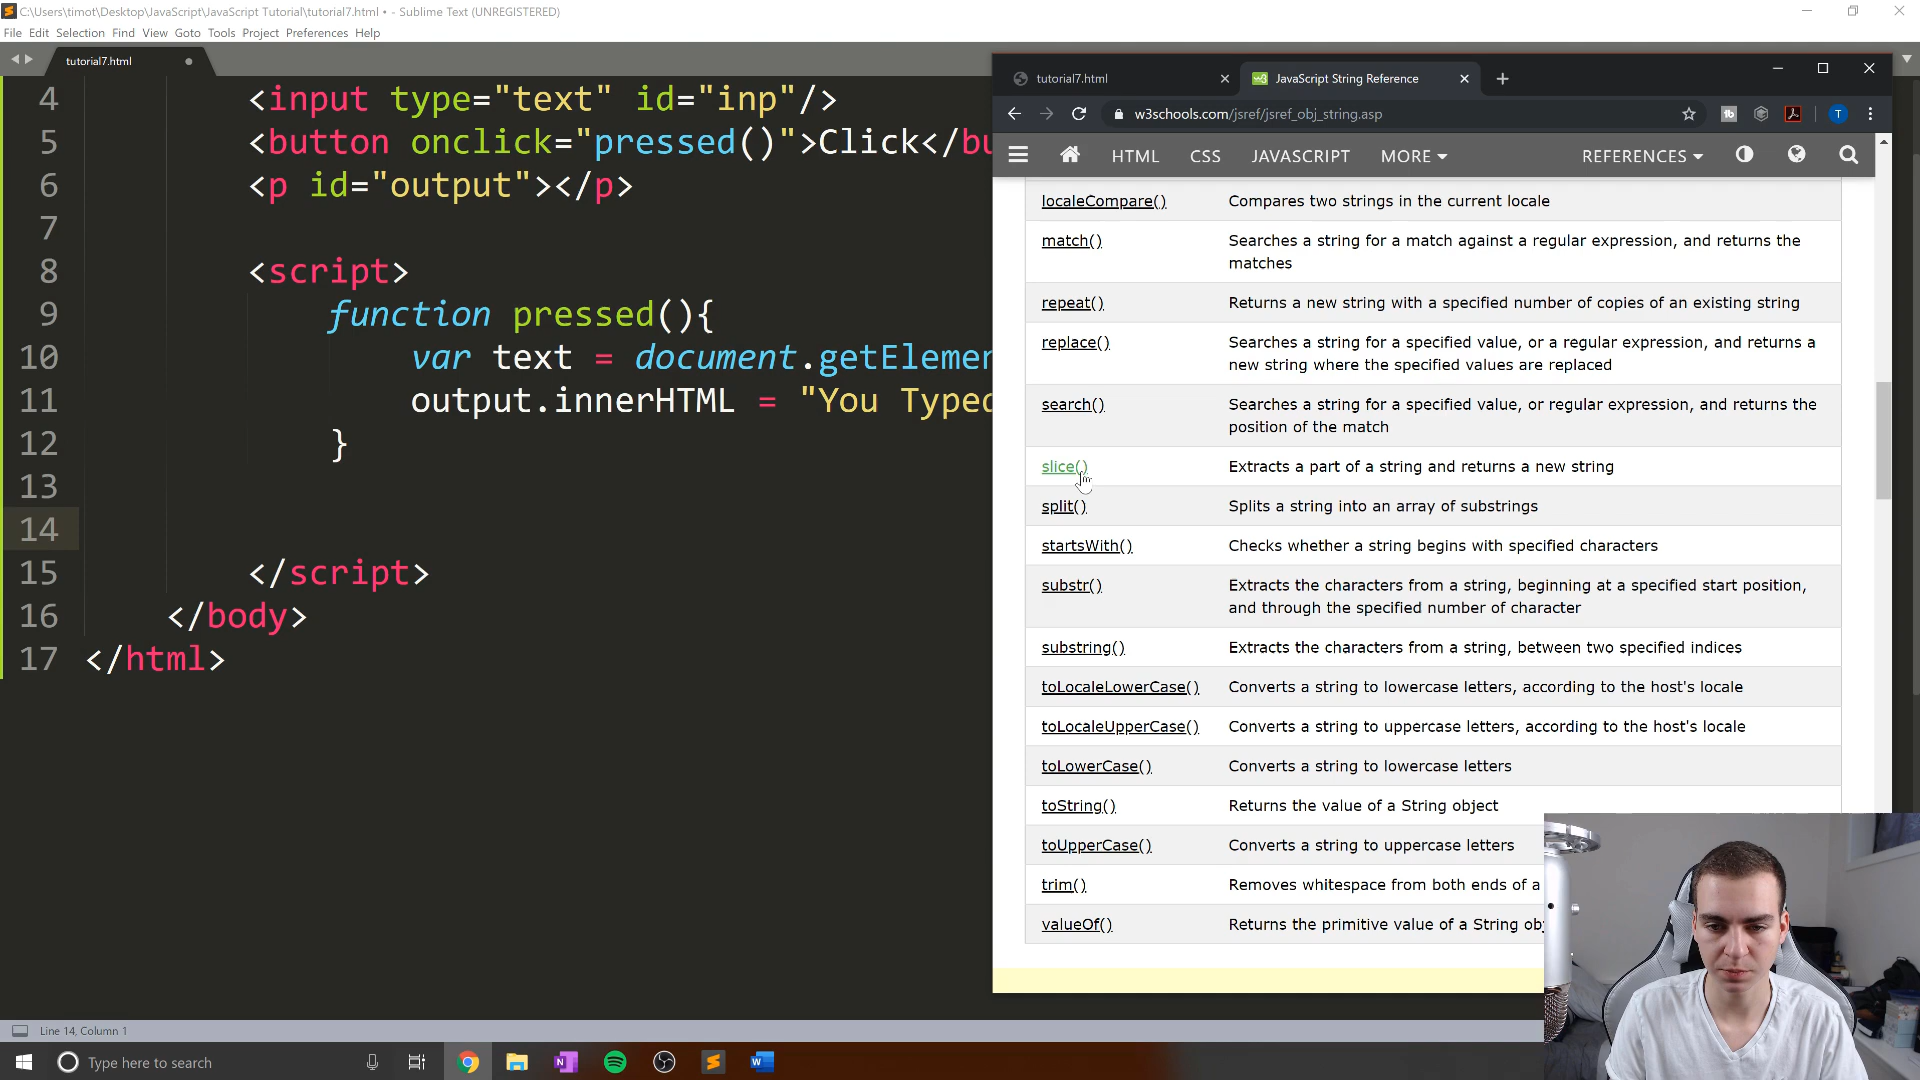 C:\Users\timot\Desktop\JavaScript\JavaScript Tutorial\tutorial7.html • - Sublime Text (UNREGISTERED)
File Edit Selection Find View Goto Tools Project Preferences Help
tutorial7.html
4 <input type="text" id="inp"/>
5 <button onclick="pressed()">Click</bu
6 <p id="output"></p>
7
8 <script>
9 function pressed(){
10 var text = document.getElemen
11 output.innerHTML = "You Typed
12 }
13
14
15 </script>
16 </body>
17 </html>
Line 14, Column 1
tutorial7.html
JavaScript String Reference
w3schools.com/jsref/jsref_obj_string.asp
T
HTML CSS JAVASCRIPT MORE REFERENCES
localeCompare() Compares two strings in the current locale
match() Searches a string for a match against a regular expression, and returns the
matches
repeat() Returns a new string with a specified number of copies of an existing string
replace() Searches a string for a specified value, or a regular expression, and returns a
new string where the specified values are replaced
search() Searches a string for a specified value, or regular expression, and returns the
position of the match
slice() Extracts a part of a string and returns a new string
split() Splits a string into an array of substrings
startsWith() Checks whether a string begins with specified characters
substr() Extracts the characters from a string, beginning at a specified start position,
and through the specified number of character
substring() Extracts the characters from a string, between two specified indices
toLocaleLowerCase() Converts a string to lowercase letters, according to the host's locale
toLocaleUpperCase() Converts a string to uppercase letters, according to the host's locale
toLowerCase() Converts a string to lowercase letters
toString() Returns the value of a String object
toUpperCase() Converts a string to uppercase letters
trim() Removes whitespace from both ends of a
valueOf() Returns the primitive value of a String obj
Type here to search